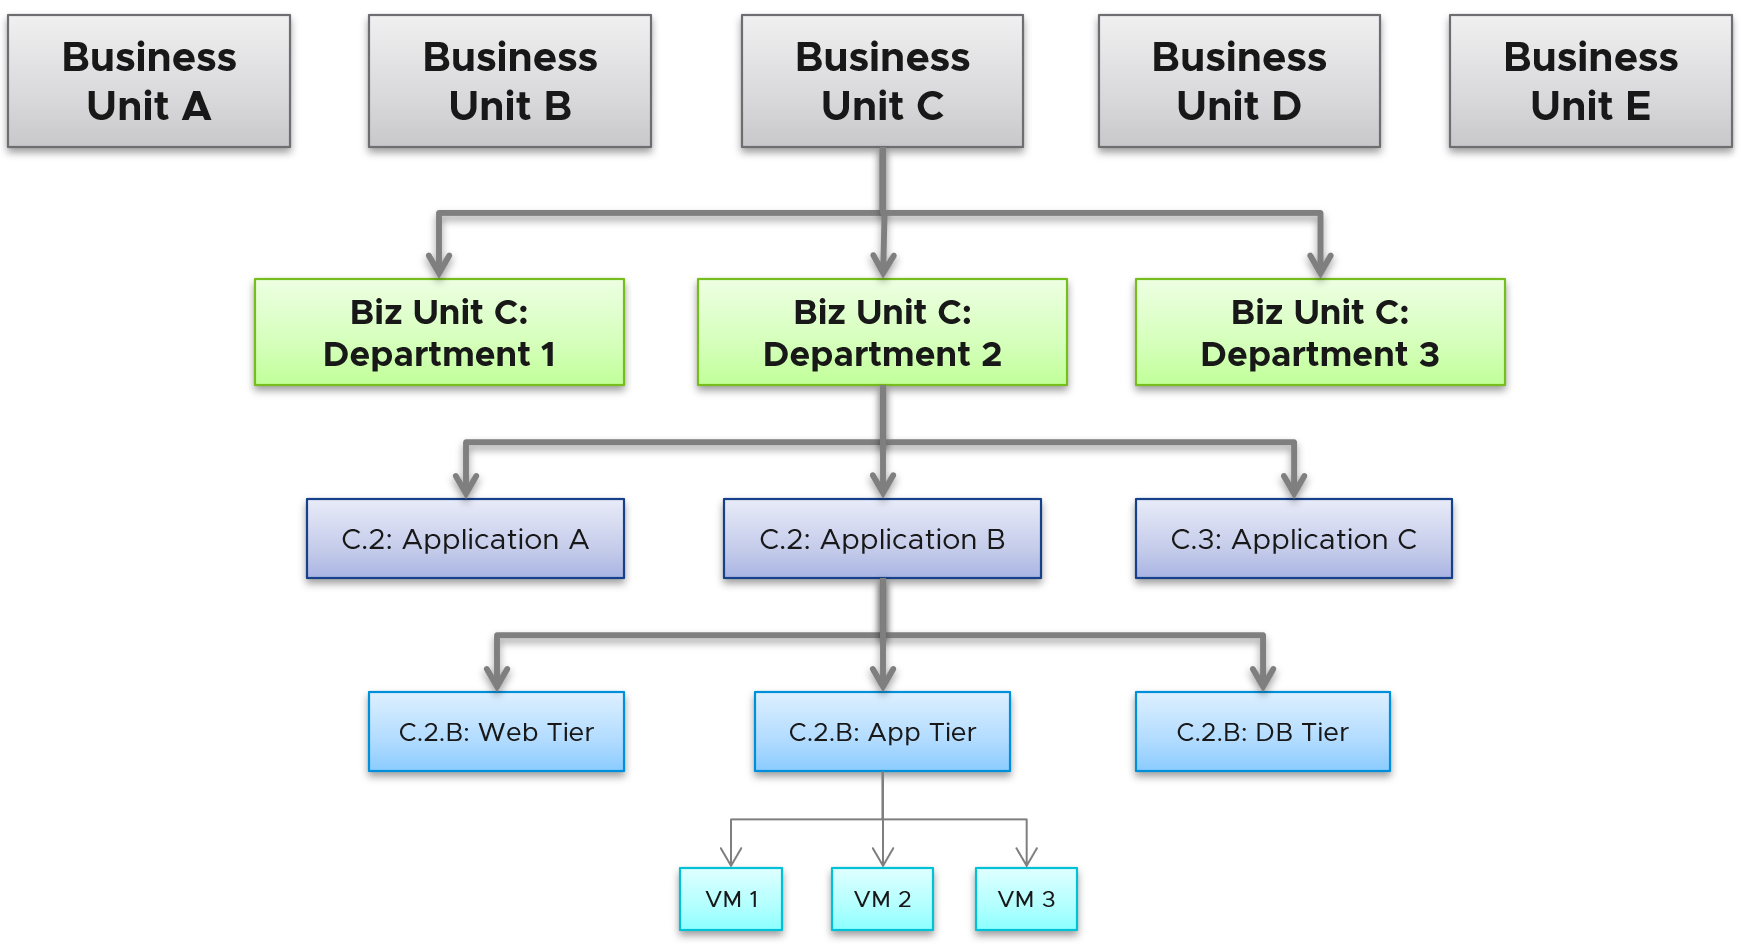 Business
Unit A
Business
Unit B
Business
Unit C
Business
Unit D
Business
Unit E
Biz Unit C:
Department 1
Biz Unit C:
Department 2
Biz Unit C:
Department 3
C.2: Application A
C.2: Application B
C.3: Application C
C.2.B: Web Tier
C.2.B: App Tier
C.2.B: DB Tier
VM 1
VM 2
VM 3